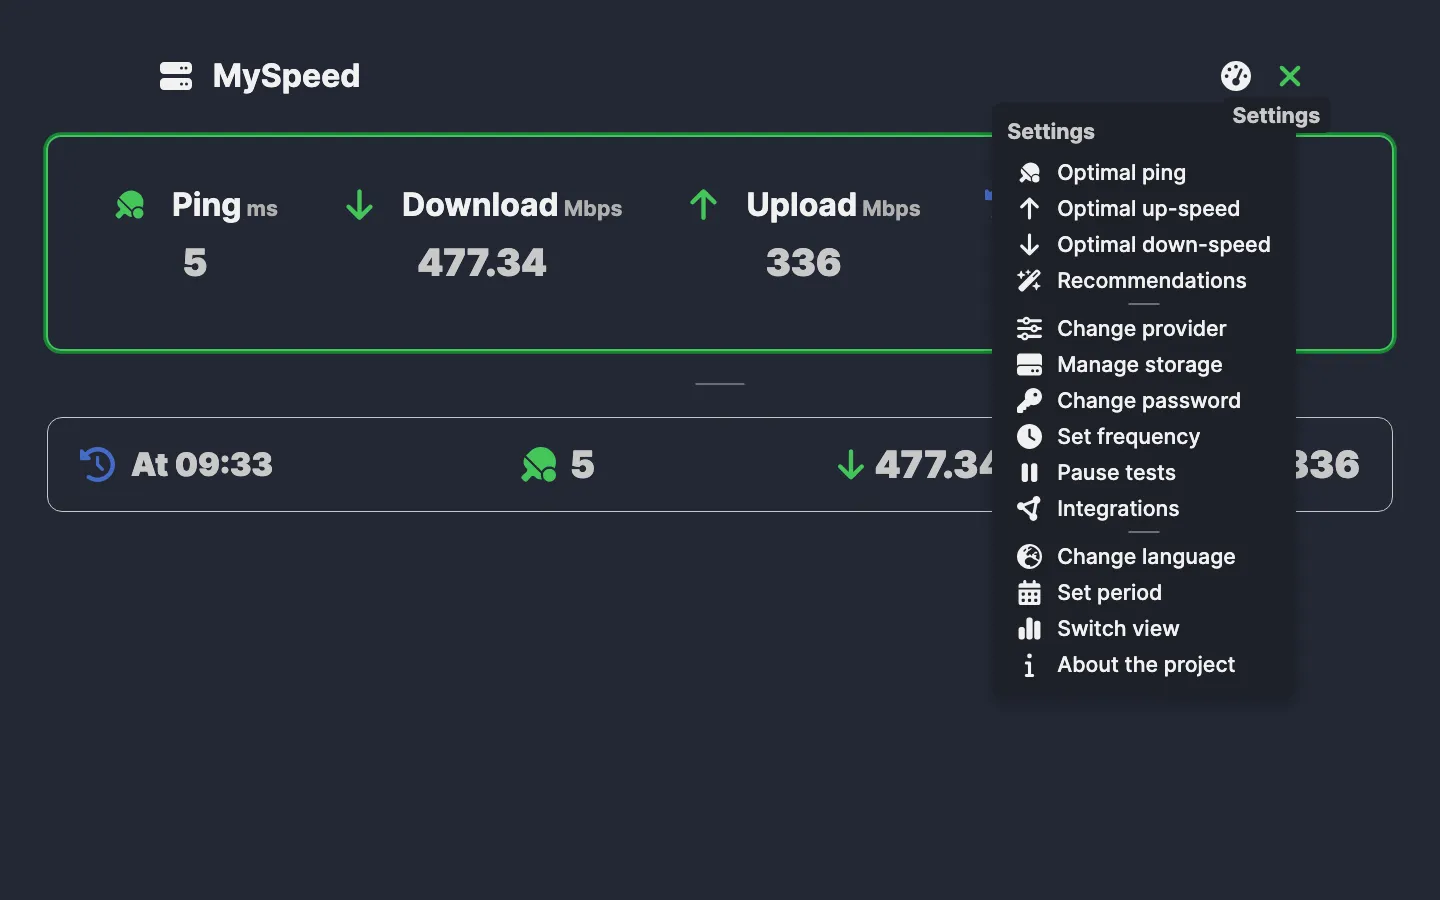 MySpeed
Settings
Settings
Ping ms
5
Download Mbps
477.34
Upload Mbps
336
Optimal ping
Optimal up-speed
Optimal down-speed
Recommendations
Change provider
Manage storage
Change password
Set frequency
Pause tests
Integrations
Change language
Set period
Switch view
About the project
At 09:33
5
477.34
336